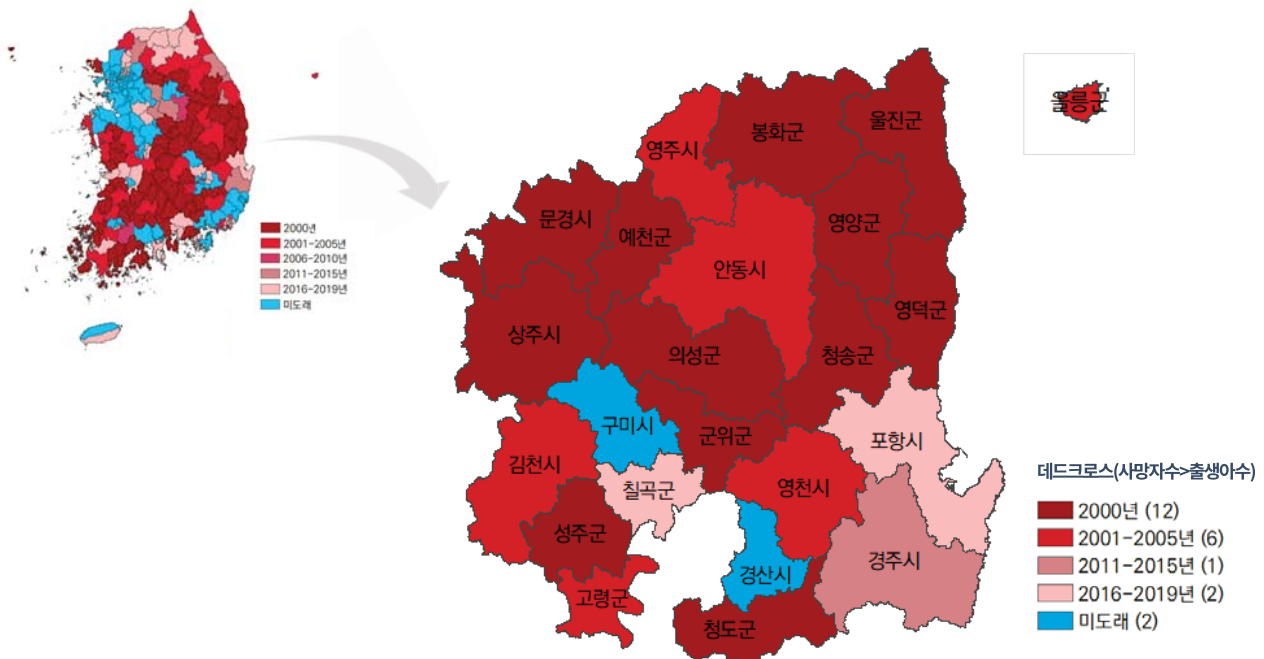 2000년
2001-2005년
2006-2010년
2011-2015년
2016-2019년
미도래
울릉군
봉화군
울진군
영주시
문경시
예천군
영양군
안동시
영덕군
상주시
의성군
청송군
구미시
군위군
포항시
김천시
칠곡군
영천시
성주군
경산시
경주시
고령군
청도군
데드크로스(사망자수>출생아수)
2000년 (12)
2001-2005년 (6)
2011-2015년 (1)
2016-2019년 (2)
미도래 (2)